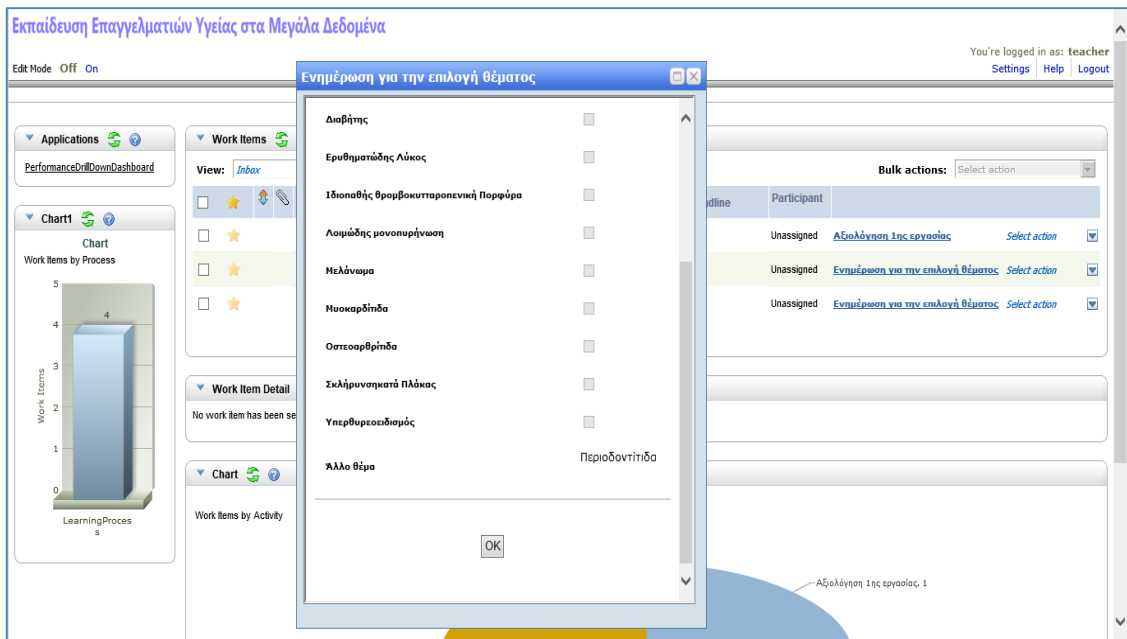 Εκπαίδευση Επαγγελματιών Υγείας στα Μεγάλα Δεδομένα
You're logged in as: teacher
Edit Mode Off On
Settings Help Logout
Ενημέρωση για την επιλογή θέματος
Applications
PerformanceDrillDownDashboard
Chart1
Chart
Work Items by Process
5
4
4
3
2
1
0
Work Items
LearningProces
s
Work Items
View: Inbox
Bulk actions: Select action
dline Participant
Unassigned Αξιολόγηση 1ης εργασίας Select action
Unassigned Ενημέρωση για την επιλογή θέματος Select action
Unassigned Ενημέρωση για την επιλογή θέματος Select action
Work Item Detail
No work item has been se
Chart
Work Items by Activity
Αξιολόγηση 1ης εργασίας, 1
Διαβήτης
Ερυθηματώδης Λύκος
Ιδιοπαθής θρομβοκυτταροπενική Πορφύρα
Λοιμώδης μονοπυρήνωση
Μελάνωμα
Μυοκαρδίτιδα
Οστεοαρθρίτιδα
Σκλήρυνσηκατά Πλάκας
Υπερθυρεοειδισμός
Άλλο θέμα Περιοδοντίτιδα
OK